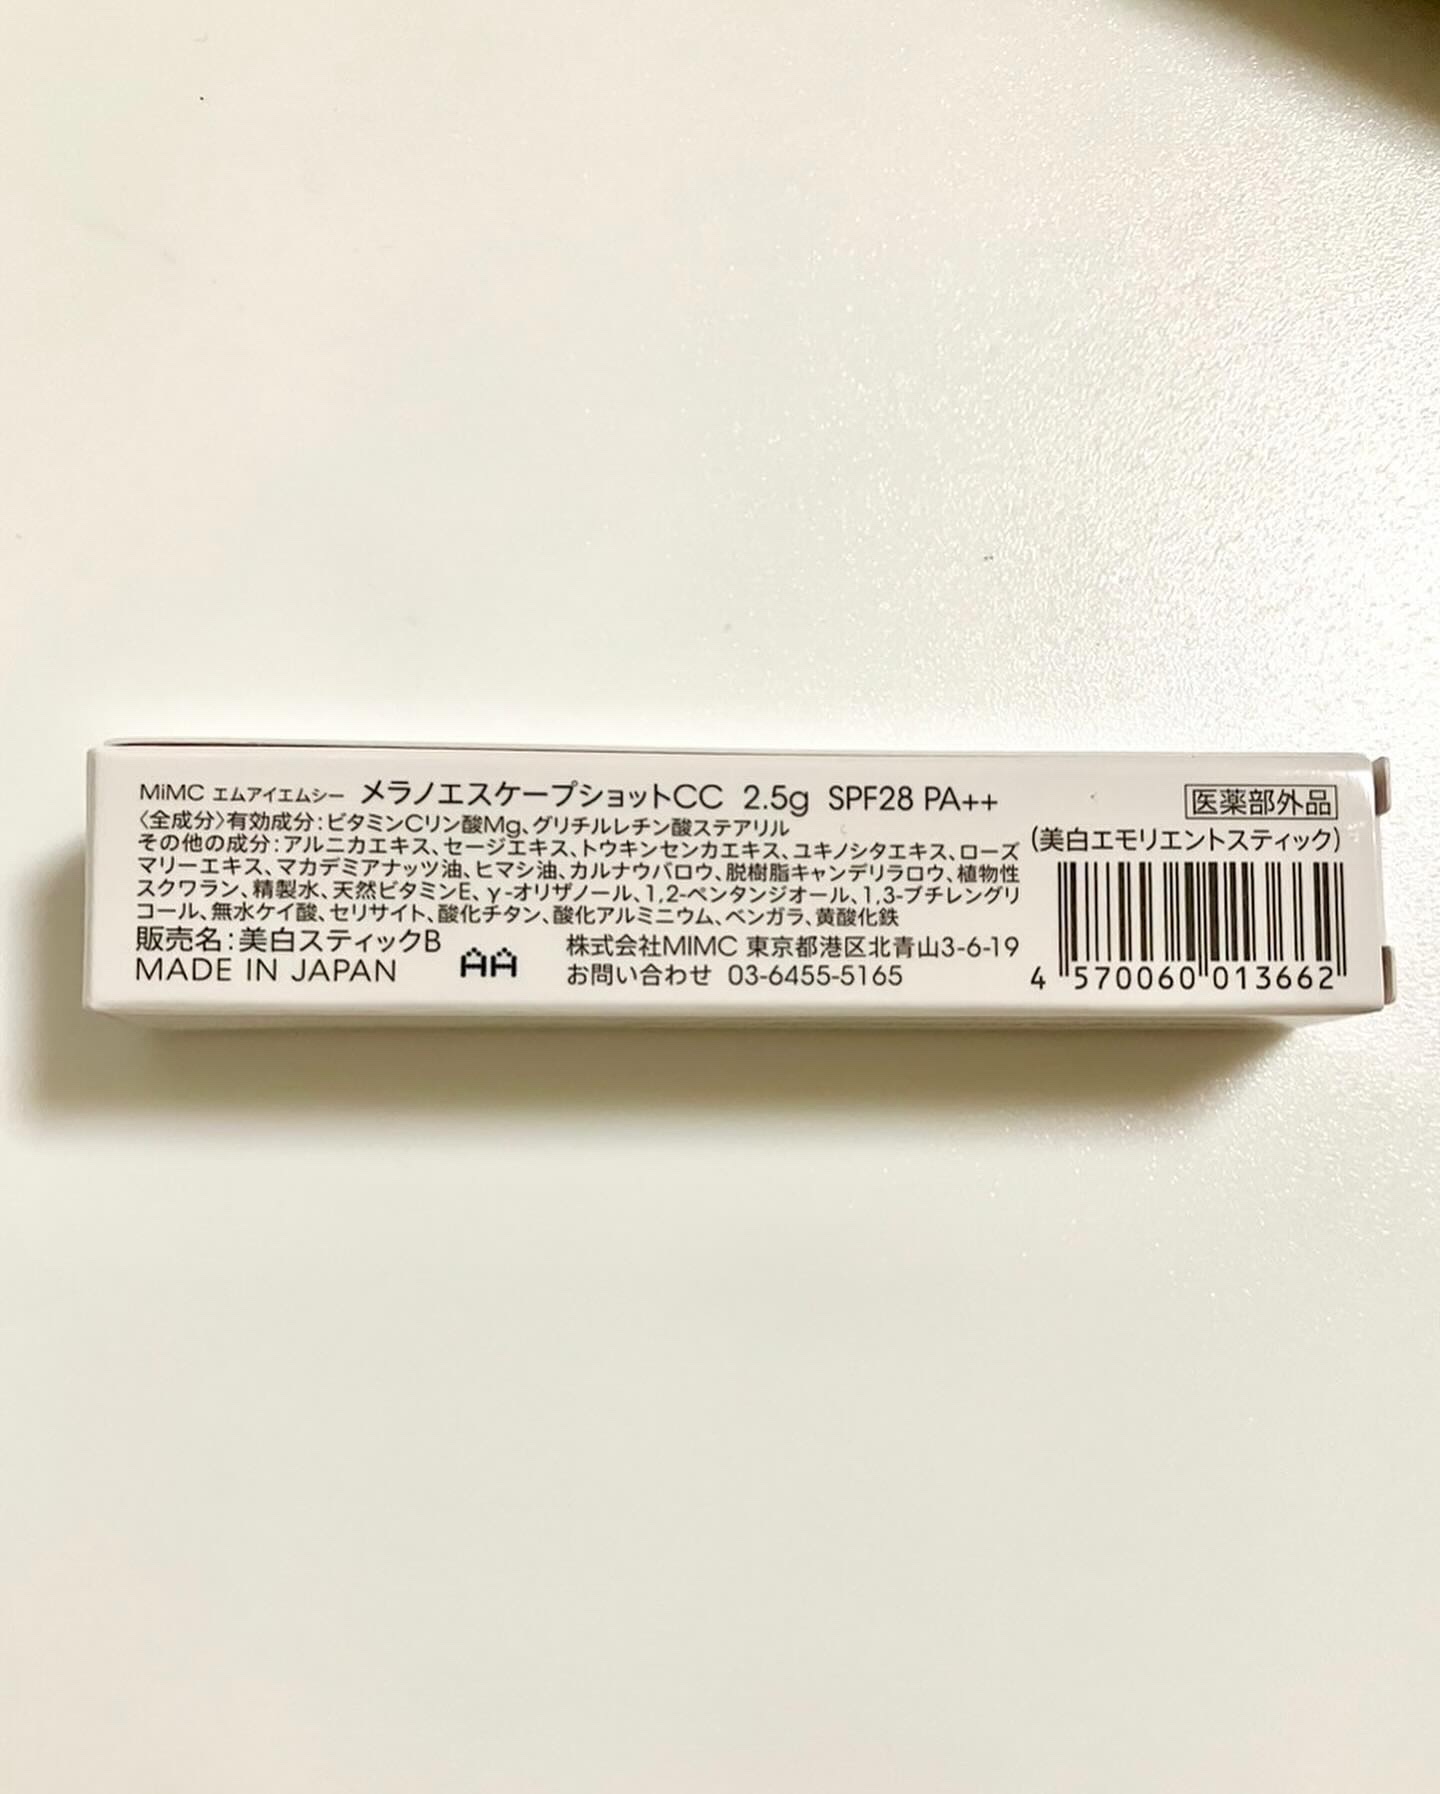 MiMC エムアイエムシー メラノエスケープショットCC 2.5g SPF28 PA++
〈全成分〉有効成分:ビタミンCリン酸Mg、グリチルレチン酸ステアリル
その他の成分:アルニカエキス、セージエキス、トウキンセンカエキス、ユキノシタエキス、ローズ
マリーエキス、マカデミアナッツ油、ヒマシ油、カルナウバロウ、脱樹脂キャンデリラロウ、植物性
スクワラン、精製水、天然ビタミンE、γ-オリザノール、1,2-ペンタンジオール、1,3-ブチレングリ
コール、無水ケイ酸、セリサイト、酸化チタン、酸化アルミニウム、ベンガラ、黄酸化鉄
販売名:美白スティックB
MADE IN JAPAN
AA
株式会社MIMC 東京都港区北青山3-6-19
お問い合わせ 03-6455-5165
医薬部外品
(美白エモリエントスティック)
4 570060 013662